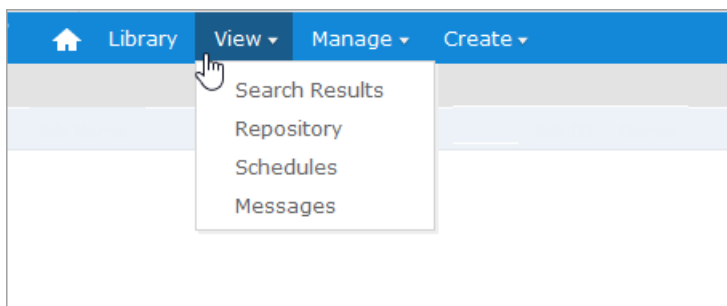 Library View Manage Create
Search Results
Repository
Schedules
Messages